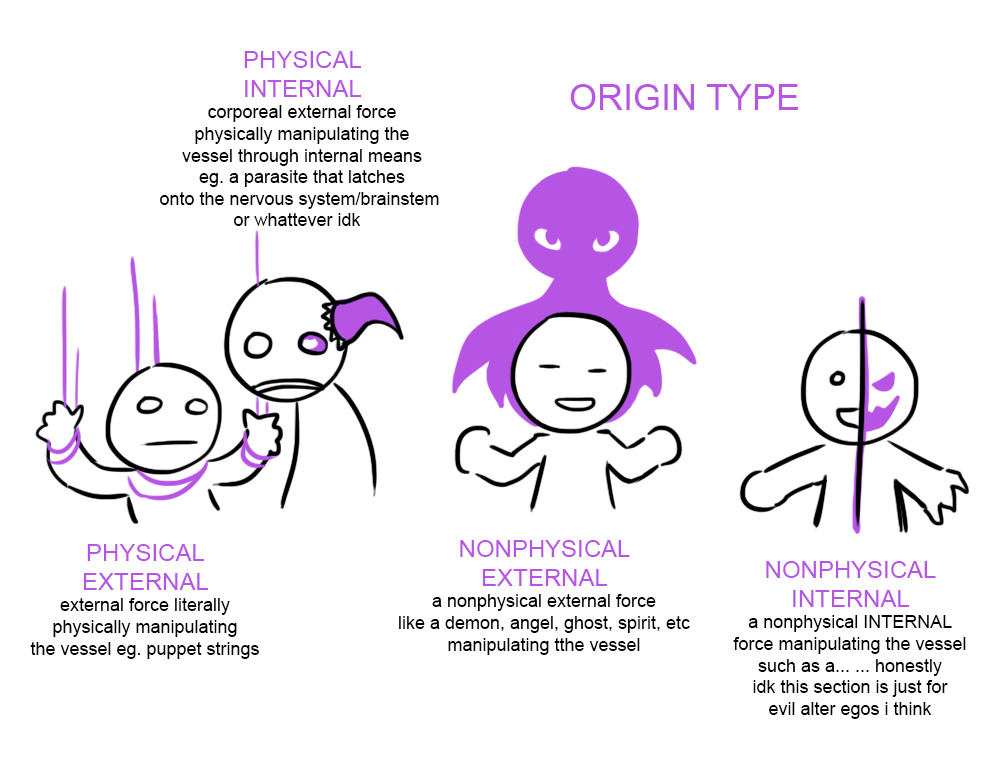 PHYSICAL
INTERNAL
corporeal external force
physically manipulating the
vessel through internal means
eg. a parasite that latches
onto the nervous system/brainstem
or whattever idk
ORIGIN TYPE
PHYSICAL
EXTERNAL
external force literally
physically manipulating
the vessel eg. puppet strings
NONPHYSICAL
EXTERNAL
a nonphysical external force
like a demon, angel, ghost, spirit, etc
manipulating tthe vessel
NONPHYSICAL
INTERNAL
a nonphysical INTERNAL
force manipulating the vessel
such as a... ... honestly
idk this section is just for
evil alter egos i think